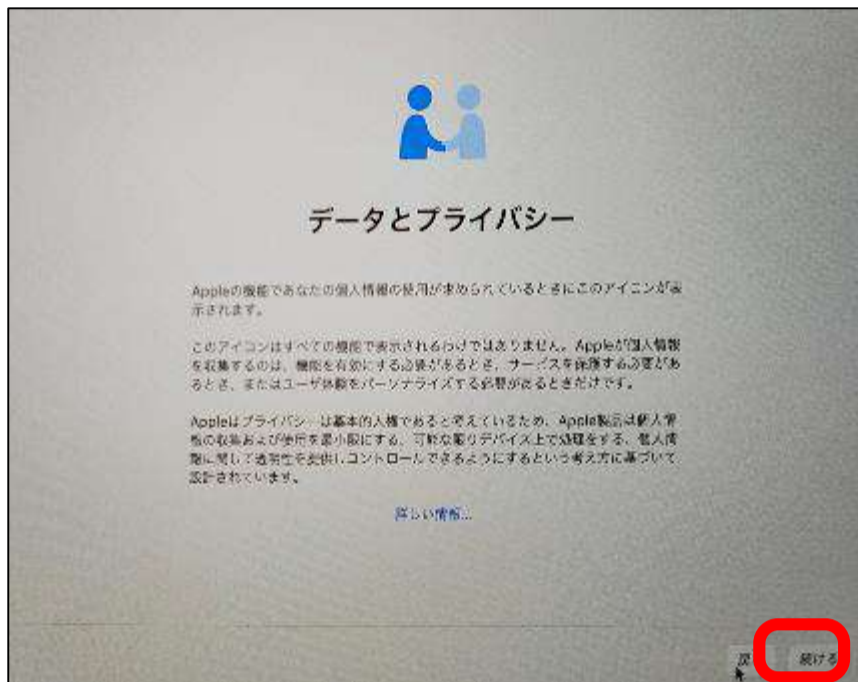 データとプライバシー
Appleの機能であなたの個人情報の使用が求められているときにこのアイコンが表
示されます。
このアイコンはすべての機能で表示されるわけではありません。Appleが個人情報
を収集するのは、機能を有効にする必要があるとき、サービスを保護する必要があ
るとき、またはユーザ体験をパーソナライズする必要があるときだけです。
Appleはプライバシーは基本的人権であると考えているため、Apple製品は個人情
報の収集および使用を最小限にする、可能な限りデバイス上で処理をする、個人情
報に関して透明性を提供しコントロールできるようにするという考え方に基づいて
設計されています。
詳しい情報...
戻
続ける